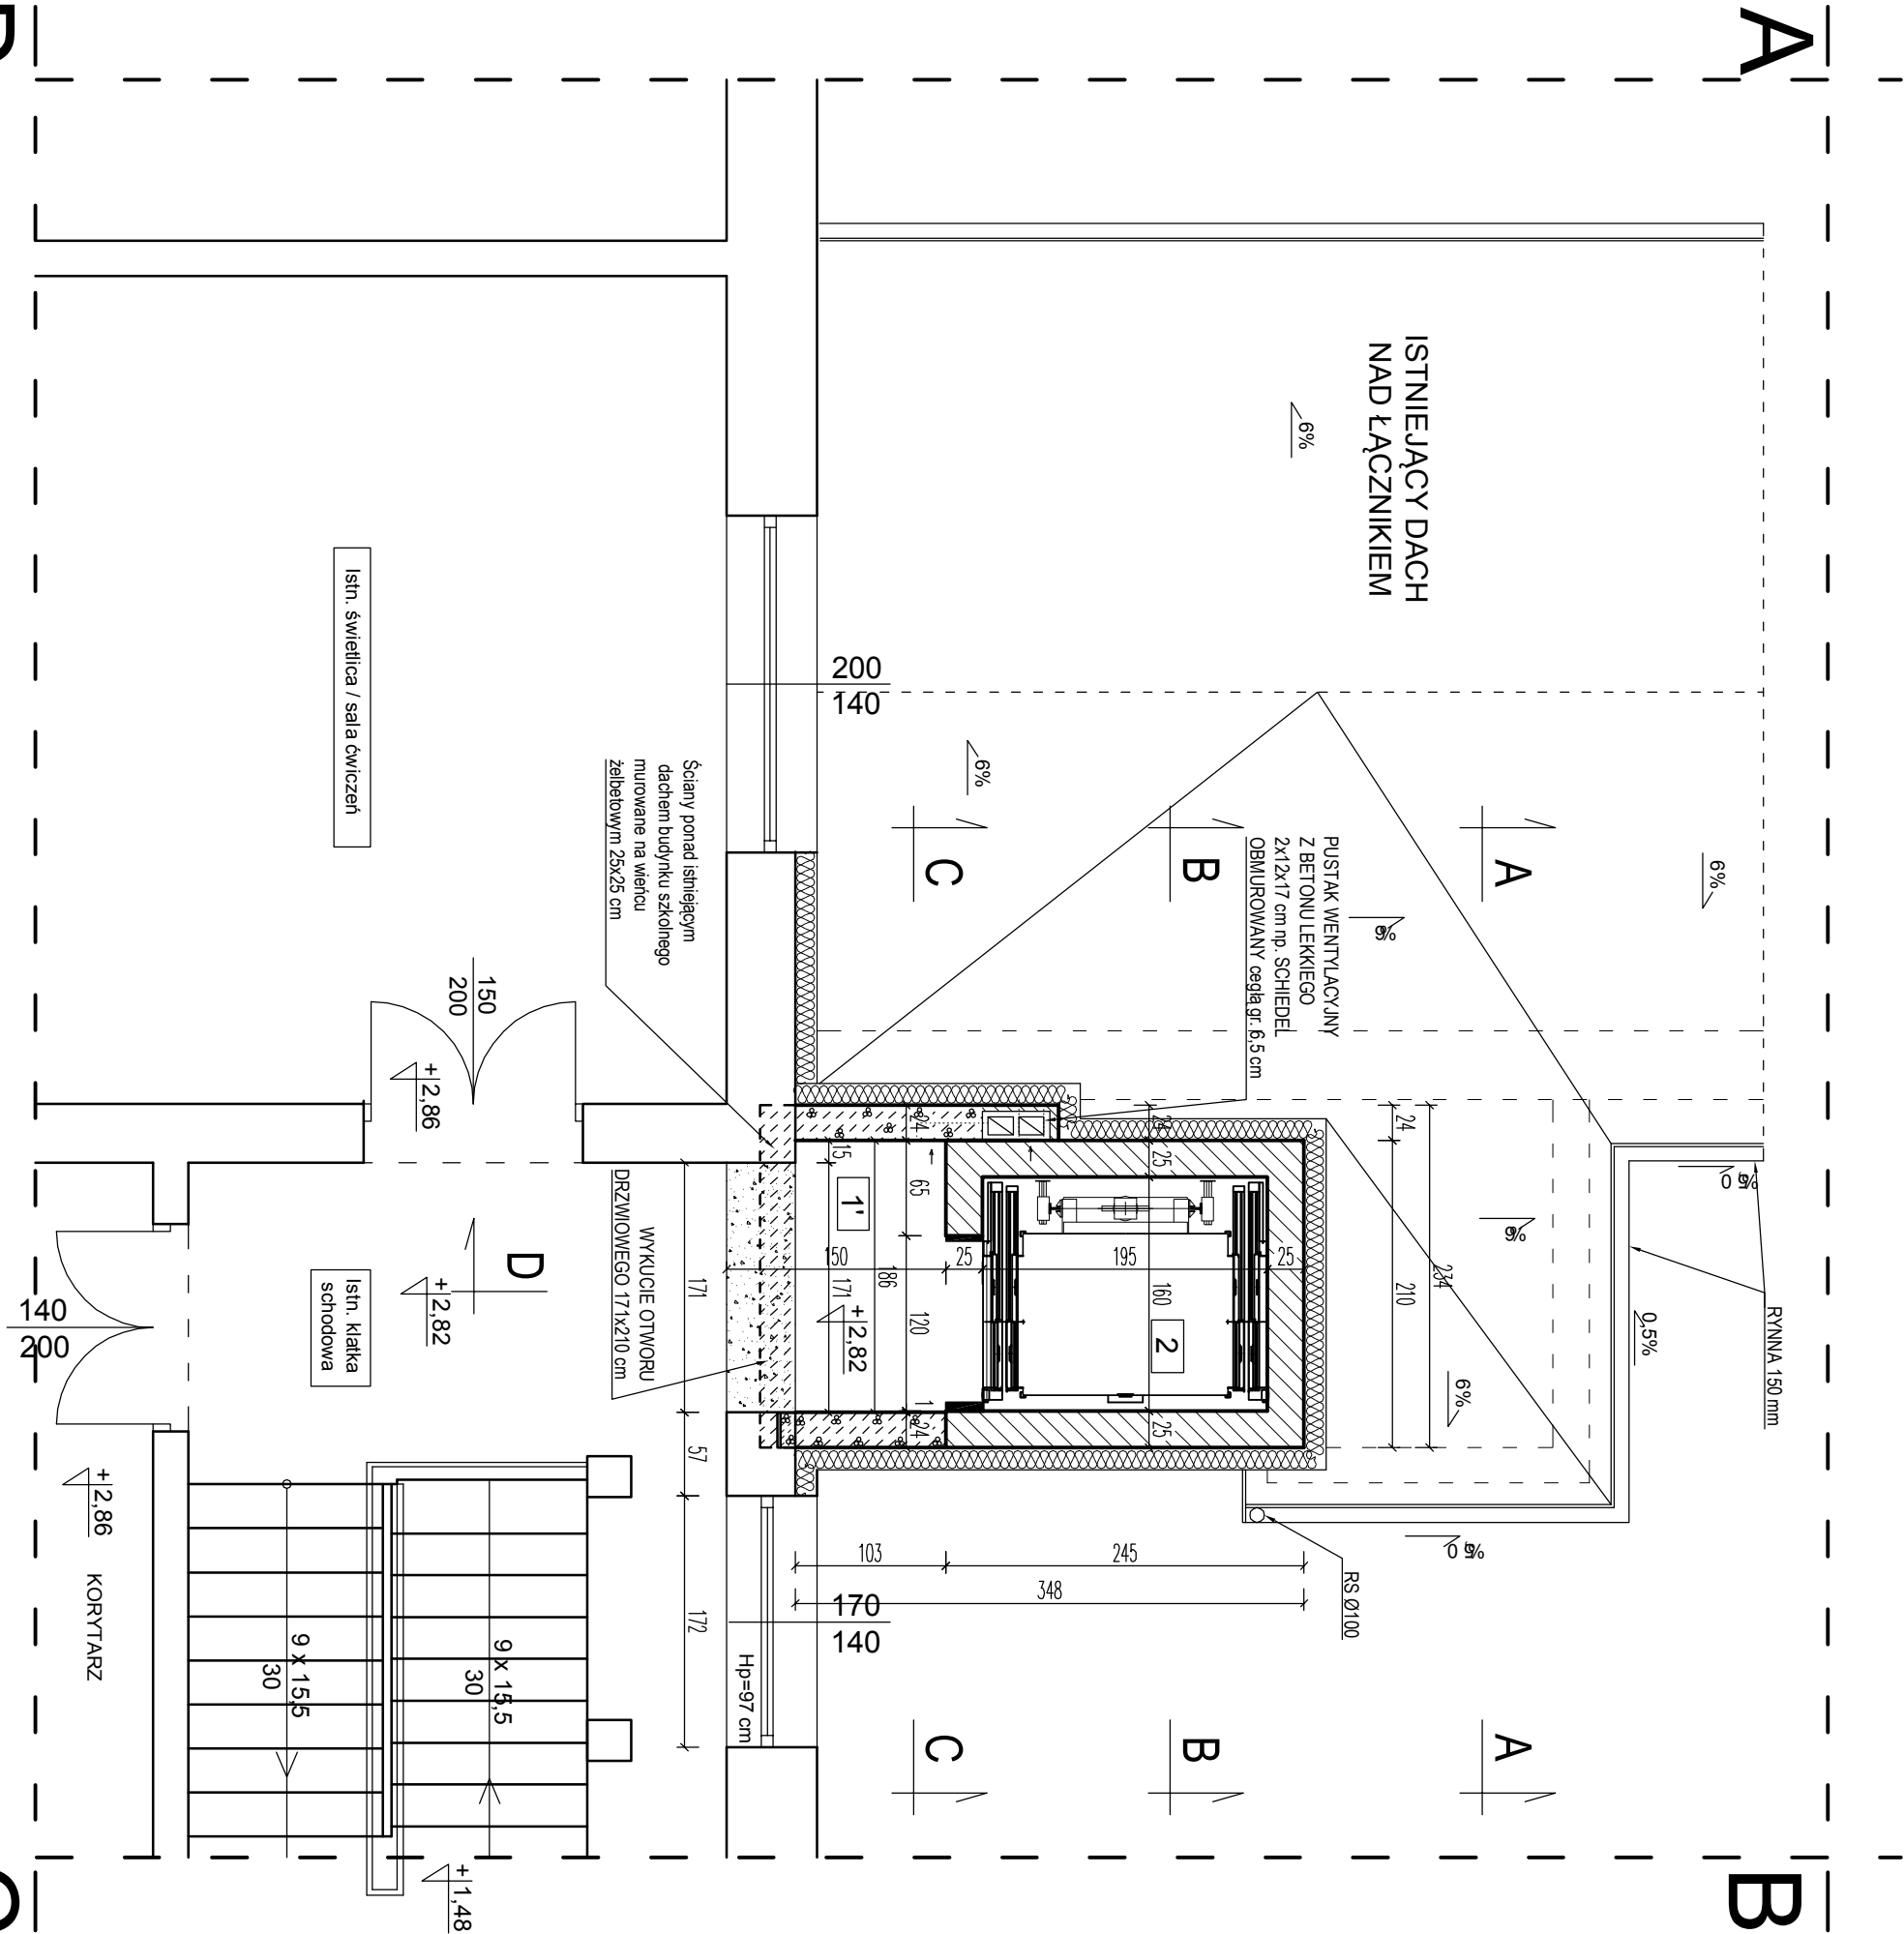 A
B
ISTNIEJĄCY DACH
NAD ŁĄCZNIKIEM
6%
6%
6%
6%
6%
6%
0,5%
0,5%
0,5%
RYNNA 150 mm
RS Ø100
A
B
C
A
B
C
D
PUSTAK WENTYLACYJNY
Z BETONU LEKKIEGO
2x12x17 cm np. SCHIEDEL
OBMUROWANY cegłą gr. 6,5 cm
Ściany ponad istniejącym
dachem budynku szkolnego
murowane na wieńcu
żelbetowym 25x25 cm
WYKUCIE OTWORU
DRZWIOWEGO 171x210 cm
Istn. świetlica / sala ćwiczeń
Istn. klatka
schodowa
KORYTARZ
200
140
150
200
140
200
170
140
Hp=97 cm
+2,86
+2,82
+2,82
+2,86
+1,48
9 x 15,5
30
9 x 15,5
30
1'
2
24
210
234
24
25
160
25
24
65
120
1
24
186
15
171
150
25
195
25
171
57
172
103
245
348